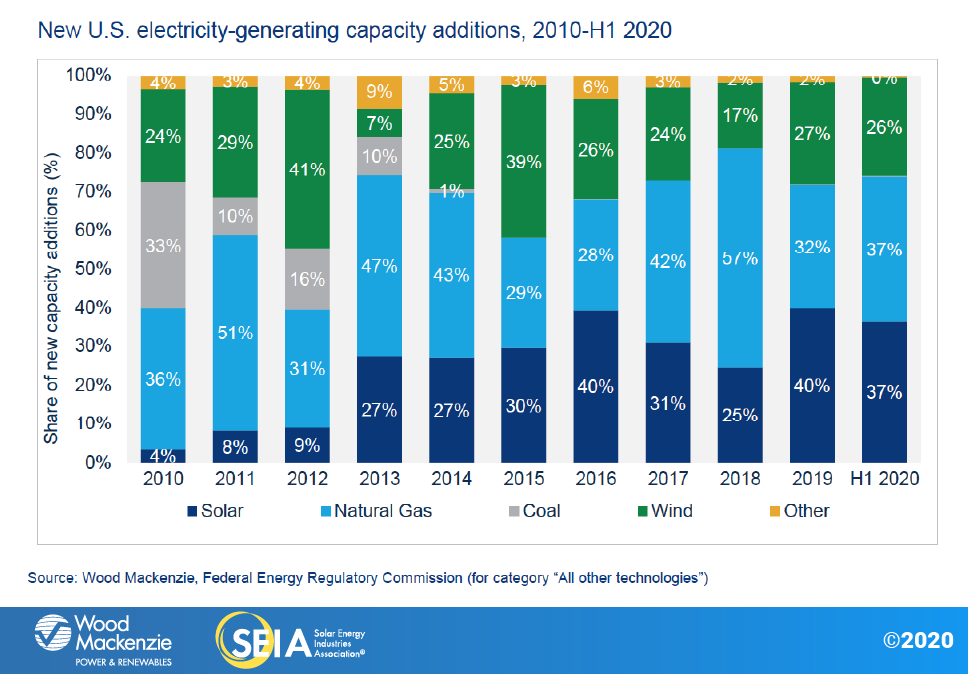 New U.S. electricity-generating capacity additions, 2010-H1 2020
Share of new capacity additions (%)
100%
90%
80%
70%
60%
50%
40%
30%
20%
10%
0%
4% 3% 4% 9% 5% 3% 6% 3% 2% 2% 0%
24% 29% 41% 7% 25% 39% 26% 24% 17% 27% 26%
33% 10% 16% 10% 1%
36% 51% 31% 47% 43% 29% 28% 42% 57% 32% 37%
4% 8% 9% 27% 27% 30% 40% 31% 25% 40% 37%
2010 2011 2012 2013 2014 2015 2016 2017 2018 2019 H1 2020
Solar Natural Gas Coal Wind Other
Source: Wood Mackenzie, Federal Energy Regulatory Commission (for category “All other technologies”)
Wood
Mackenzie
POWER & RENEWABLES
SEIA
Solar Energy
Industries
Association®
©2020